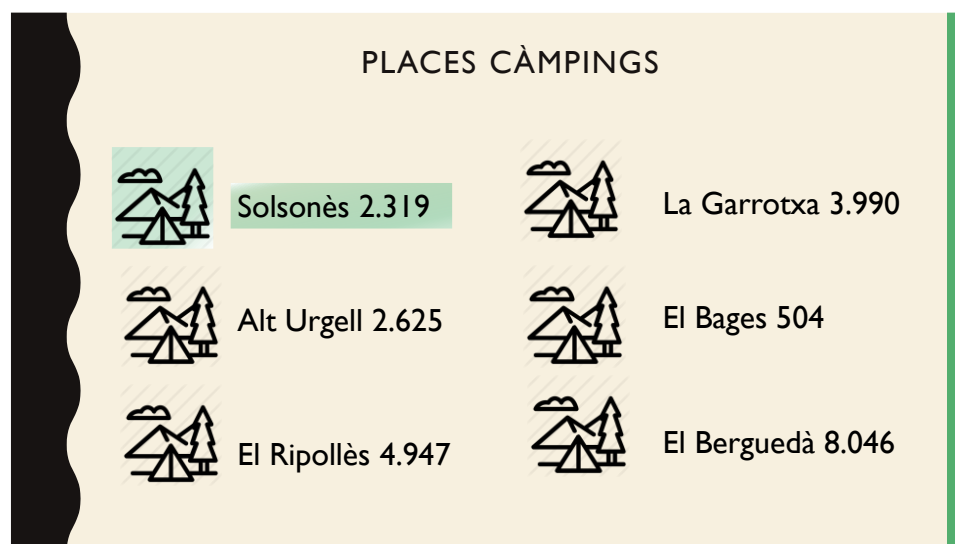 PLACES CÀMPINGS
Solsonès 2.319
La Garrotxa 3.990
Alt Urgell 2.625
El Bages 504
El Ripollès 4.947
El Berguedà 8.046